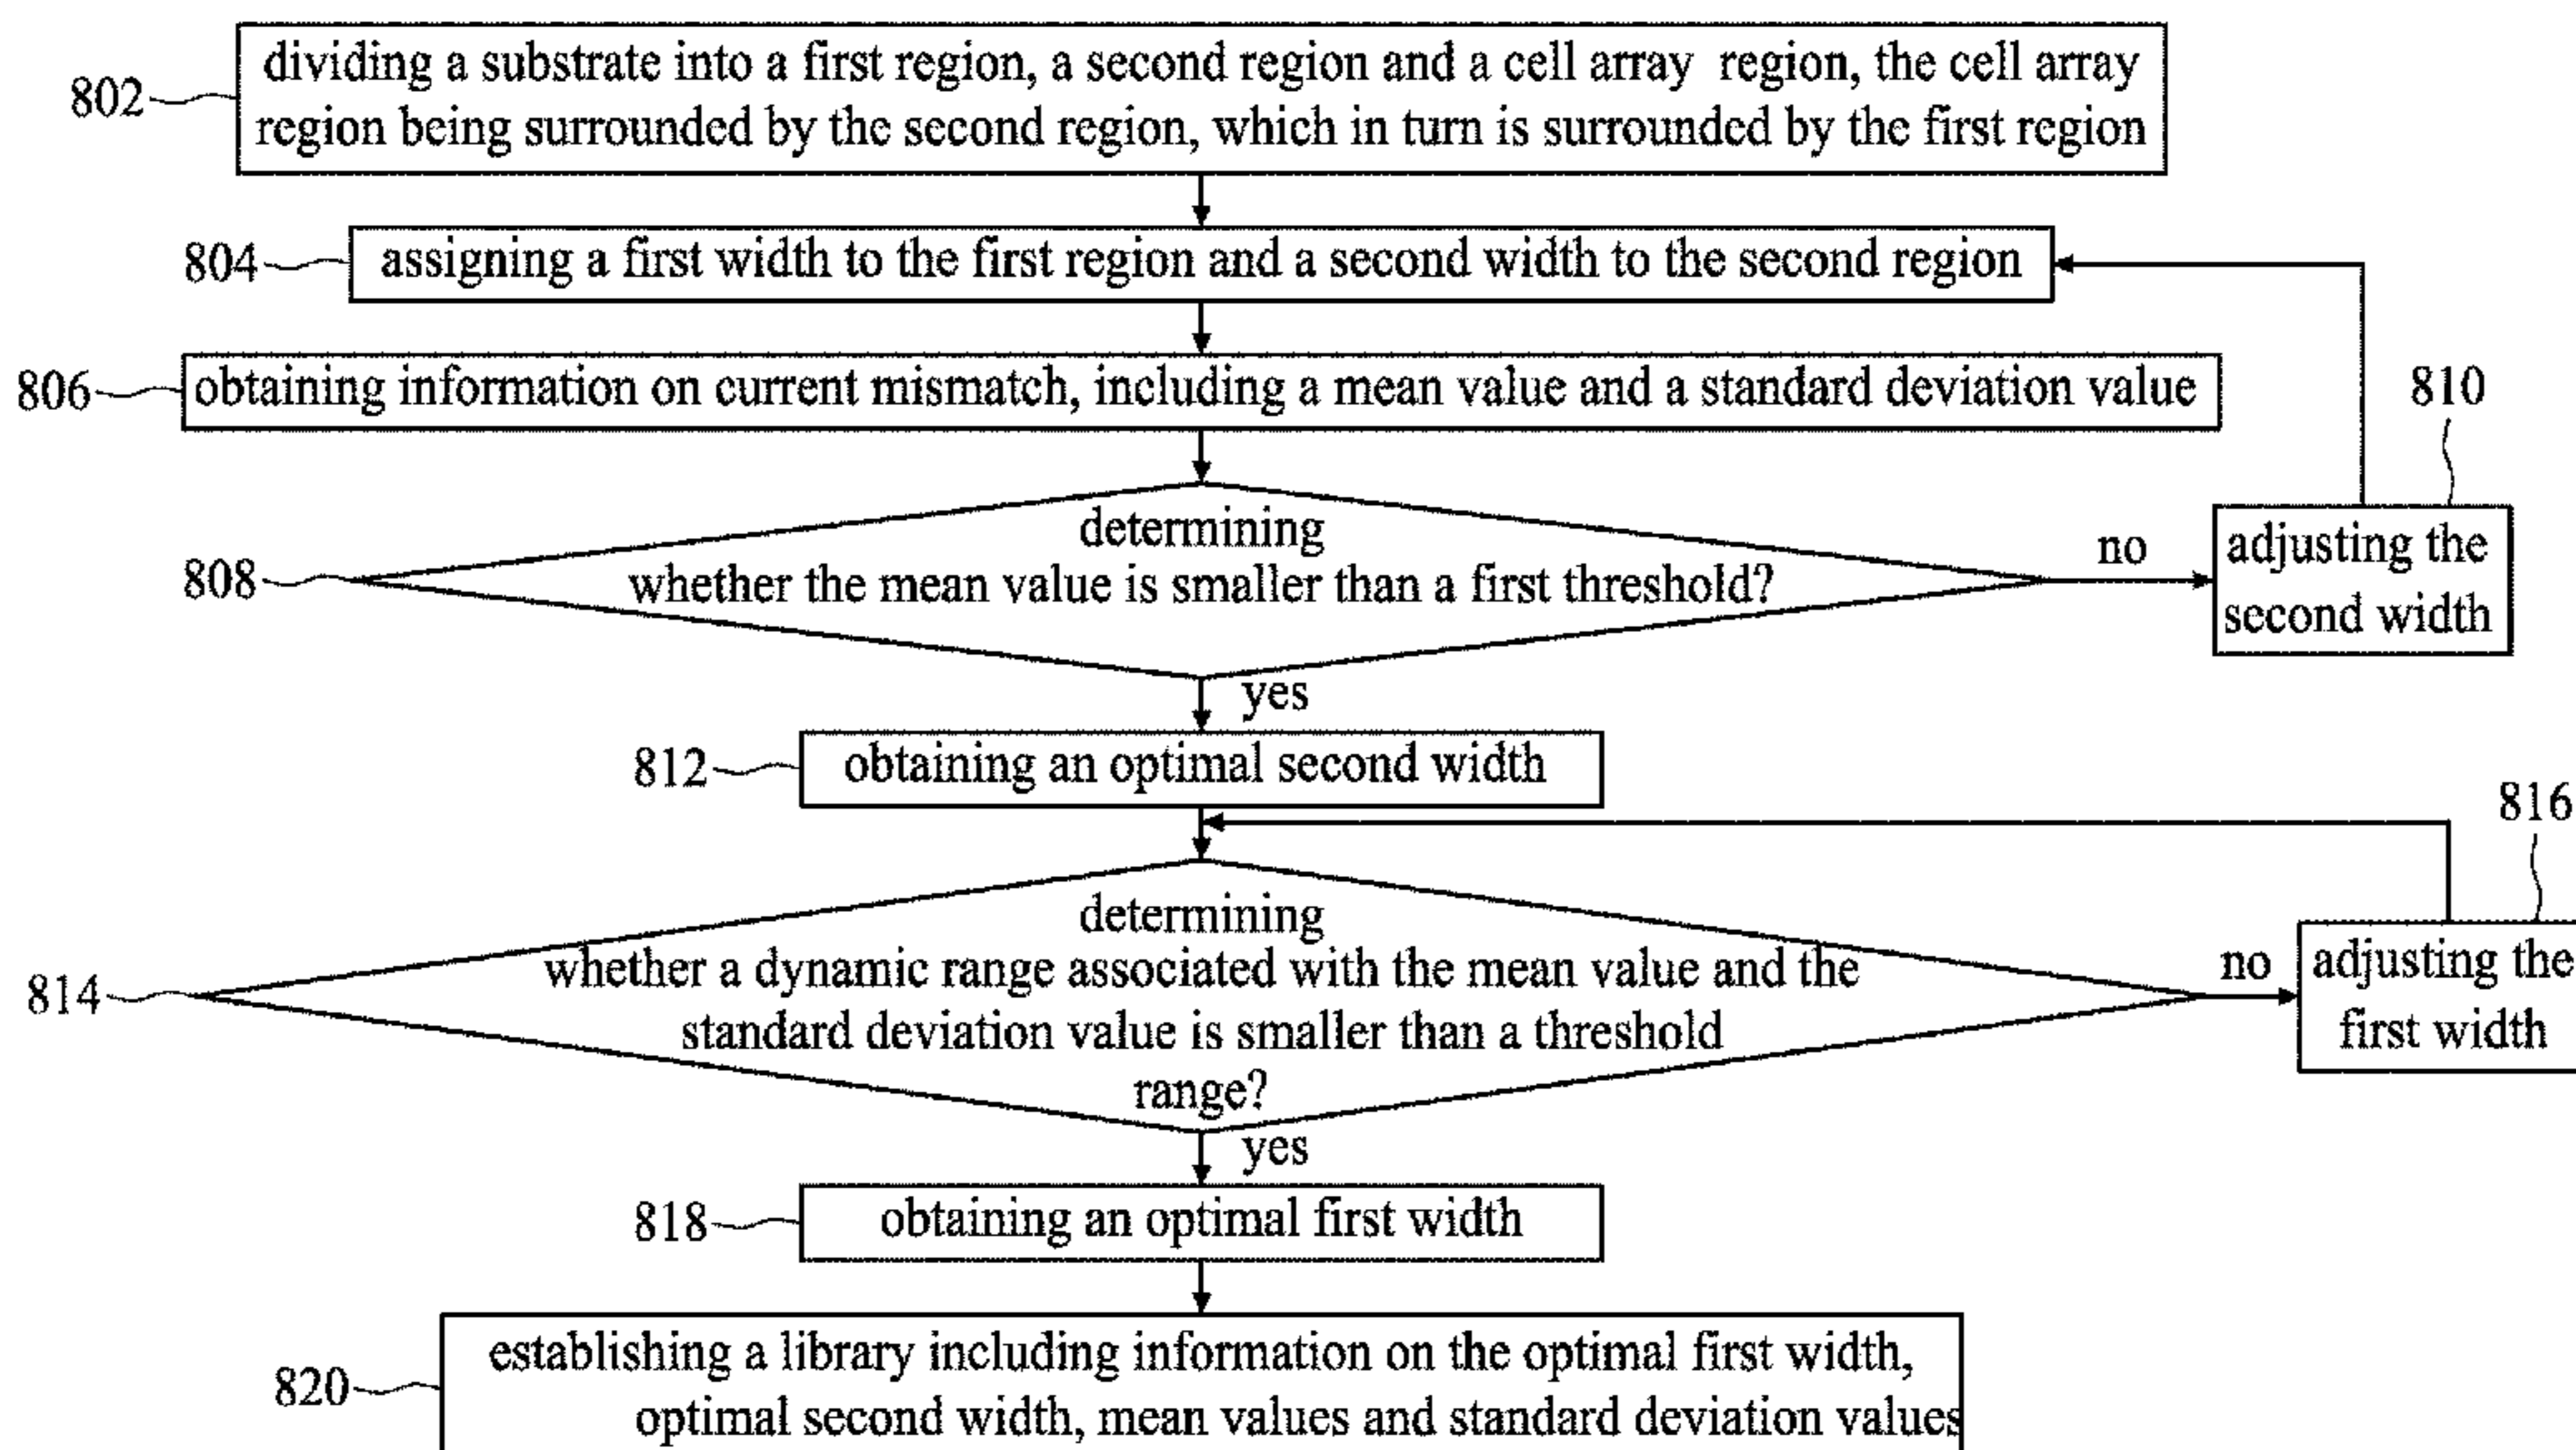 802
dividing a substrate into a first region, a second region and a cell array region, the cell array
region being surrounded by the second region, which in turn is surrounded by the first region
804
assigning a first width to the first region and a second width to the second region
806
obtaining information on current mismatch, including a mean value and a standard deviation value
808
determining
whether the mean value is smaller than a first threshold?
no
810
adjusting the
second width
yes
812
obtaining an optimal second width
814
determining
whether a dynamic range associated with the mean value and the
standard deviation value is smaller than a threshold
range?
no
816
adjusting the
first width
yes
818
obtaining an optimal first width
820
establishing a library including information on the optimal first width,
optimal second width, mean values and standard deviation values